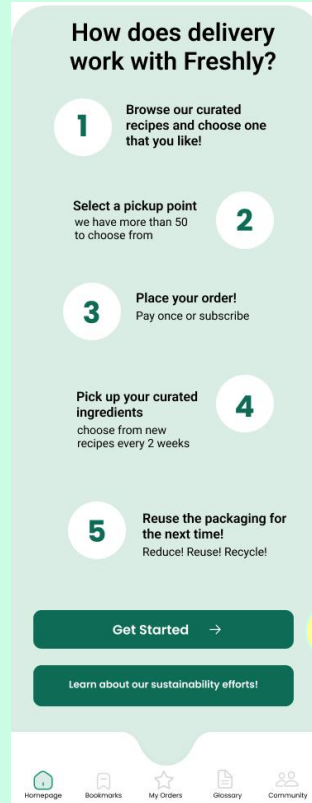 How does delivery
work with Freshly?
1
Browse our curated
recipes and choose one
that you like!
Select a pickup point
we have more than 50
to choose from
2
3
Place your order!
Pay once or subscribe
Pick up your curated
ingredients
choose from new
recipes every 2 weeks
4
5
Reuse the packaging for
the next time!
Reduce! Reuse! Recycle!
Get Started →
Learn about our sustainability efforts!
Homepage Bookmarks My Orders Glossary Community